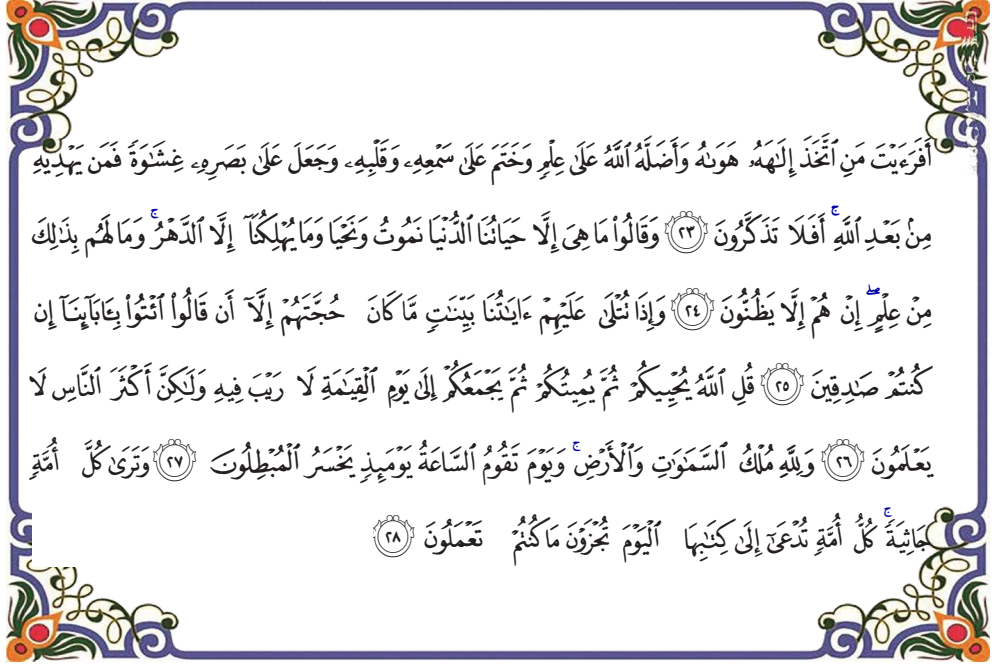 أَفَرَءَيْتَ مَنِ ٱتَّخَذَ إِلَـٰهَهُۥ هَوَىٰهُ وَأَضَلَّهُ ٱللَّهُ عَلَىٰ عِلْمٍ وَخَتَمَ عَلَىٰ سَمْعِهِۦ وَقَلْبِهِۦ وَجَعَلَ عَلَىٰ بَصَرِهِۦ غِشَـٰوَةً فَمَن يَهْدِيهِ
مِنۢ بَعْدِ ٱللَّهِ ۚ أَفَلَا تَذَكَّرُونَ ﴿٢٣﴾ وَقَالُوا۟ مَا هِىَ إِلَّا حَيَاتُنَا ٱلدُّنْيَا نَمُوتُ وَنَحْيَا وَمَا يُهْلِكُنَآ إِلَّا ٱلدَّهْرُ ۚ وَمَا لَهُم بِذَٰلِكَ
مِنْ عِلْمٍ ۖ إِنْ هُمْ إِلَّا يَظُنُّونَ ﴿٢٤﴾ وَإِذَا تُتْلَىٰ عَلَيْهِمْ ءَايَـٰتُنَا بَيِّنَـٰتٍ مَّا كَانَ حُجَّتَهُمْ إِلَّآ أَن قَالُوا۟ ٱئْتُوا۟ بِـَٔابَآئِنَآ إِن
كُنتُمْ صَـٰدِقِينَ ﴿٢٥﴾ قُلِ ٱللَّهُ يُحْيِيكُمْ ثُمَّ يُمِيتُكُمْ ثُمَّ يَجْمَعُكُمْ إِلَىٰ يَوْمِ ٱلْقِيَـٰمَةِ لَا رَيْبَ فِيهِ وَلَـٰكِنَّ أَكْثَرَ ٱلنَّاسِ لَا
يَعْلَمُونَ ﴿٢٦﴾ وَلِلَّهِ مُلْكُ ٱلسَّمَـٰوَٰتِ وَٱلْأَرْضِ ۚ وَيَوْمَ تَقُومُ ٱلسَّاعَةُ يَوْمَئِذٍ يَخْسَرُ ٱلْمُبْطِلُونَ ﴿٢٧﴾ وَتَرَىٰ كُلَّ أُمَّةٍ
جَاثِيَةً ۚ كُلُّ أُمَّةٍ تُدْعَىٰٓ إِلَىٰ كِتَـٰبِهَا ٱلْيَوْمَ تُجْزَوْنَ مَا كُنتُمْ تَعْمَلُونَ ﴿٢٨﴾